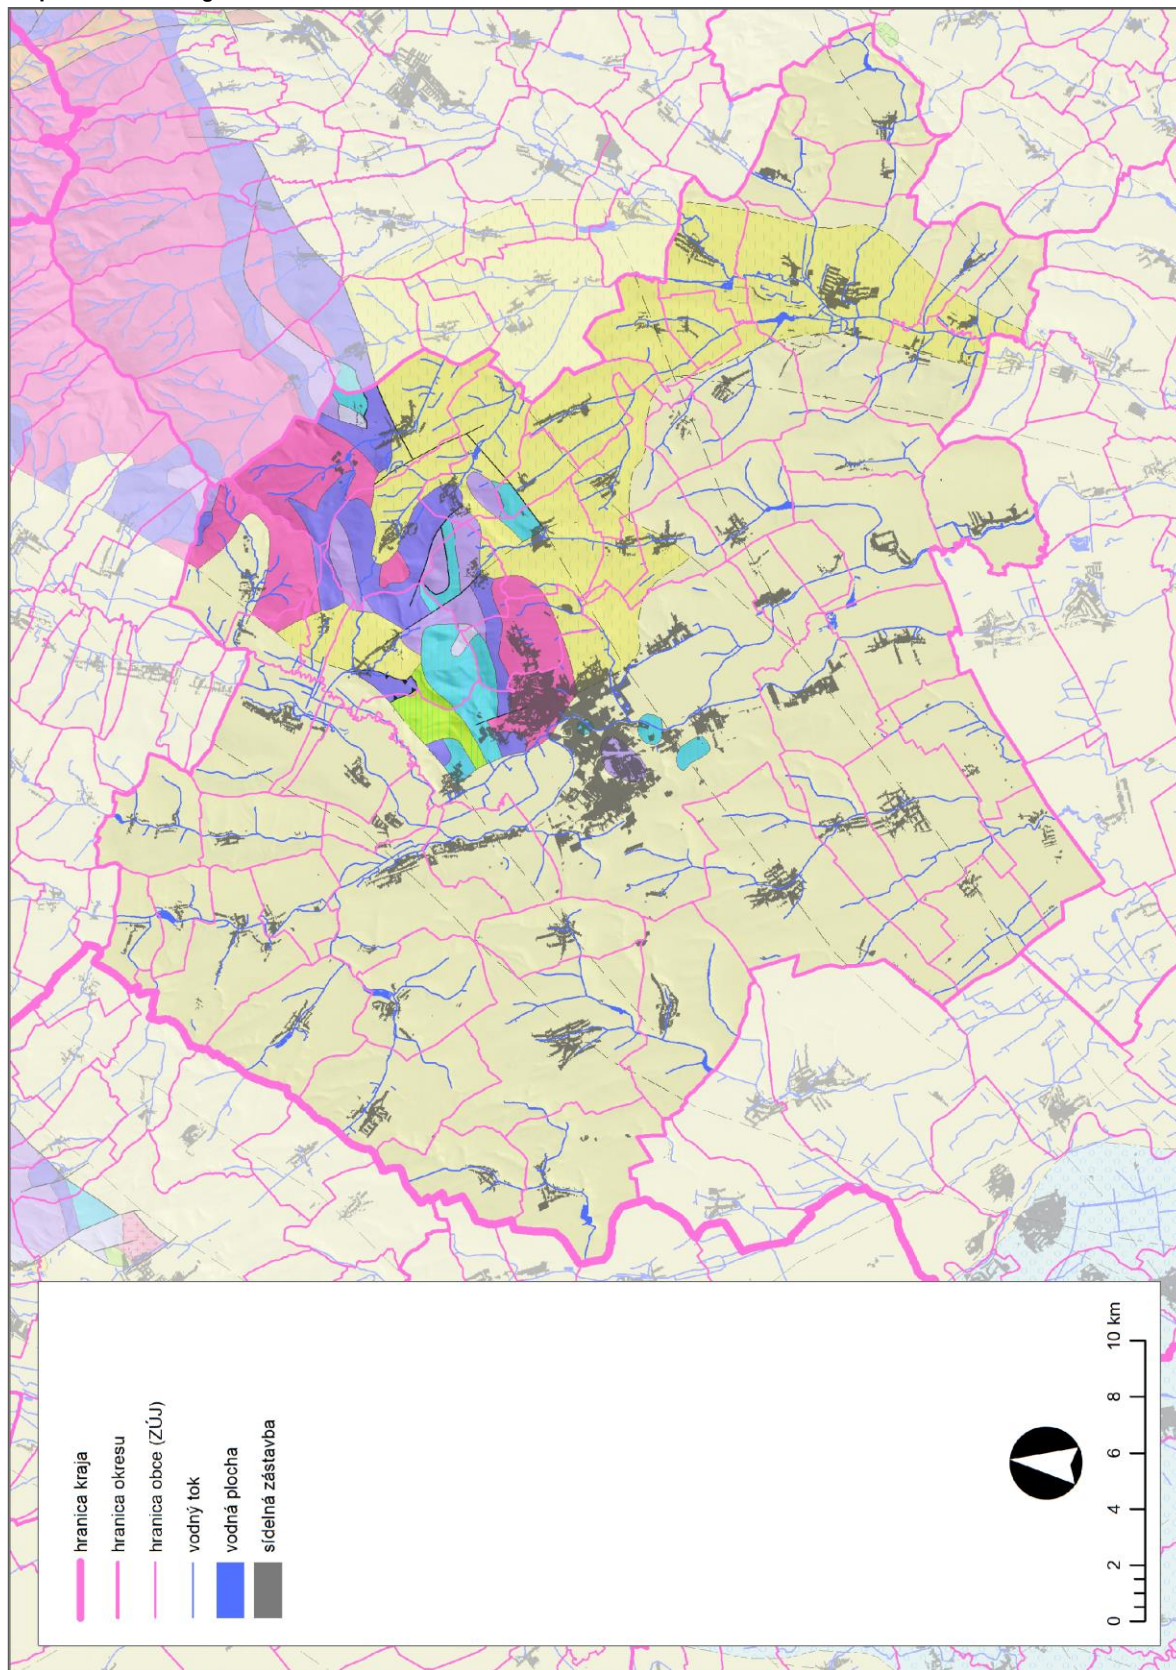 hranica kraja
hranica okresu
hranica obce (ZÚJ)
vodný tok
vodná plocha
sídelná zástavba
0 2 4 6 8 10 km